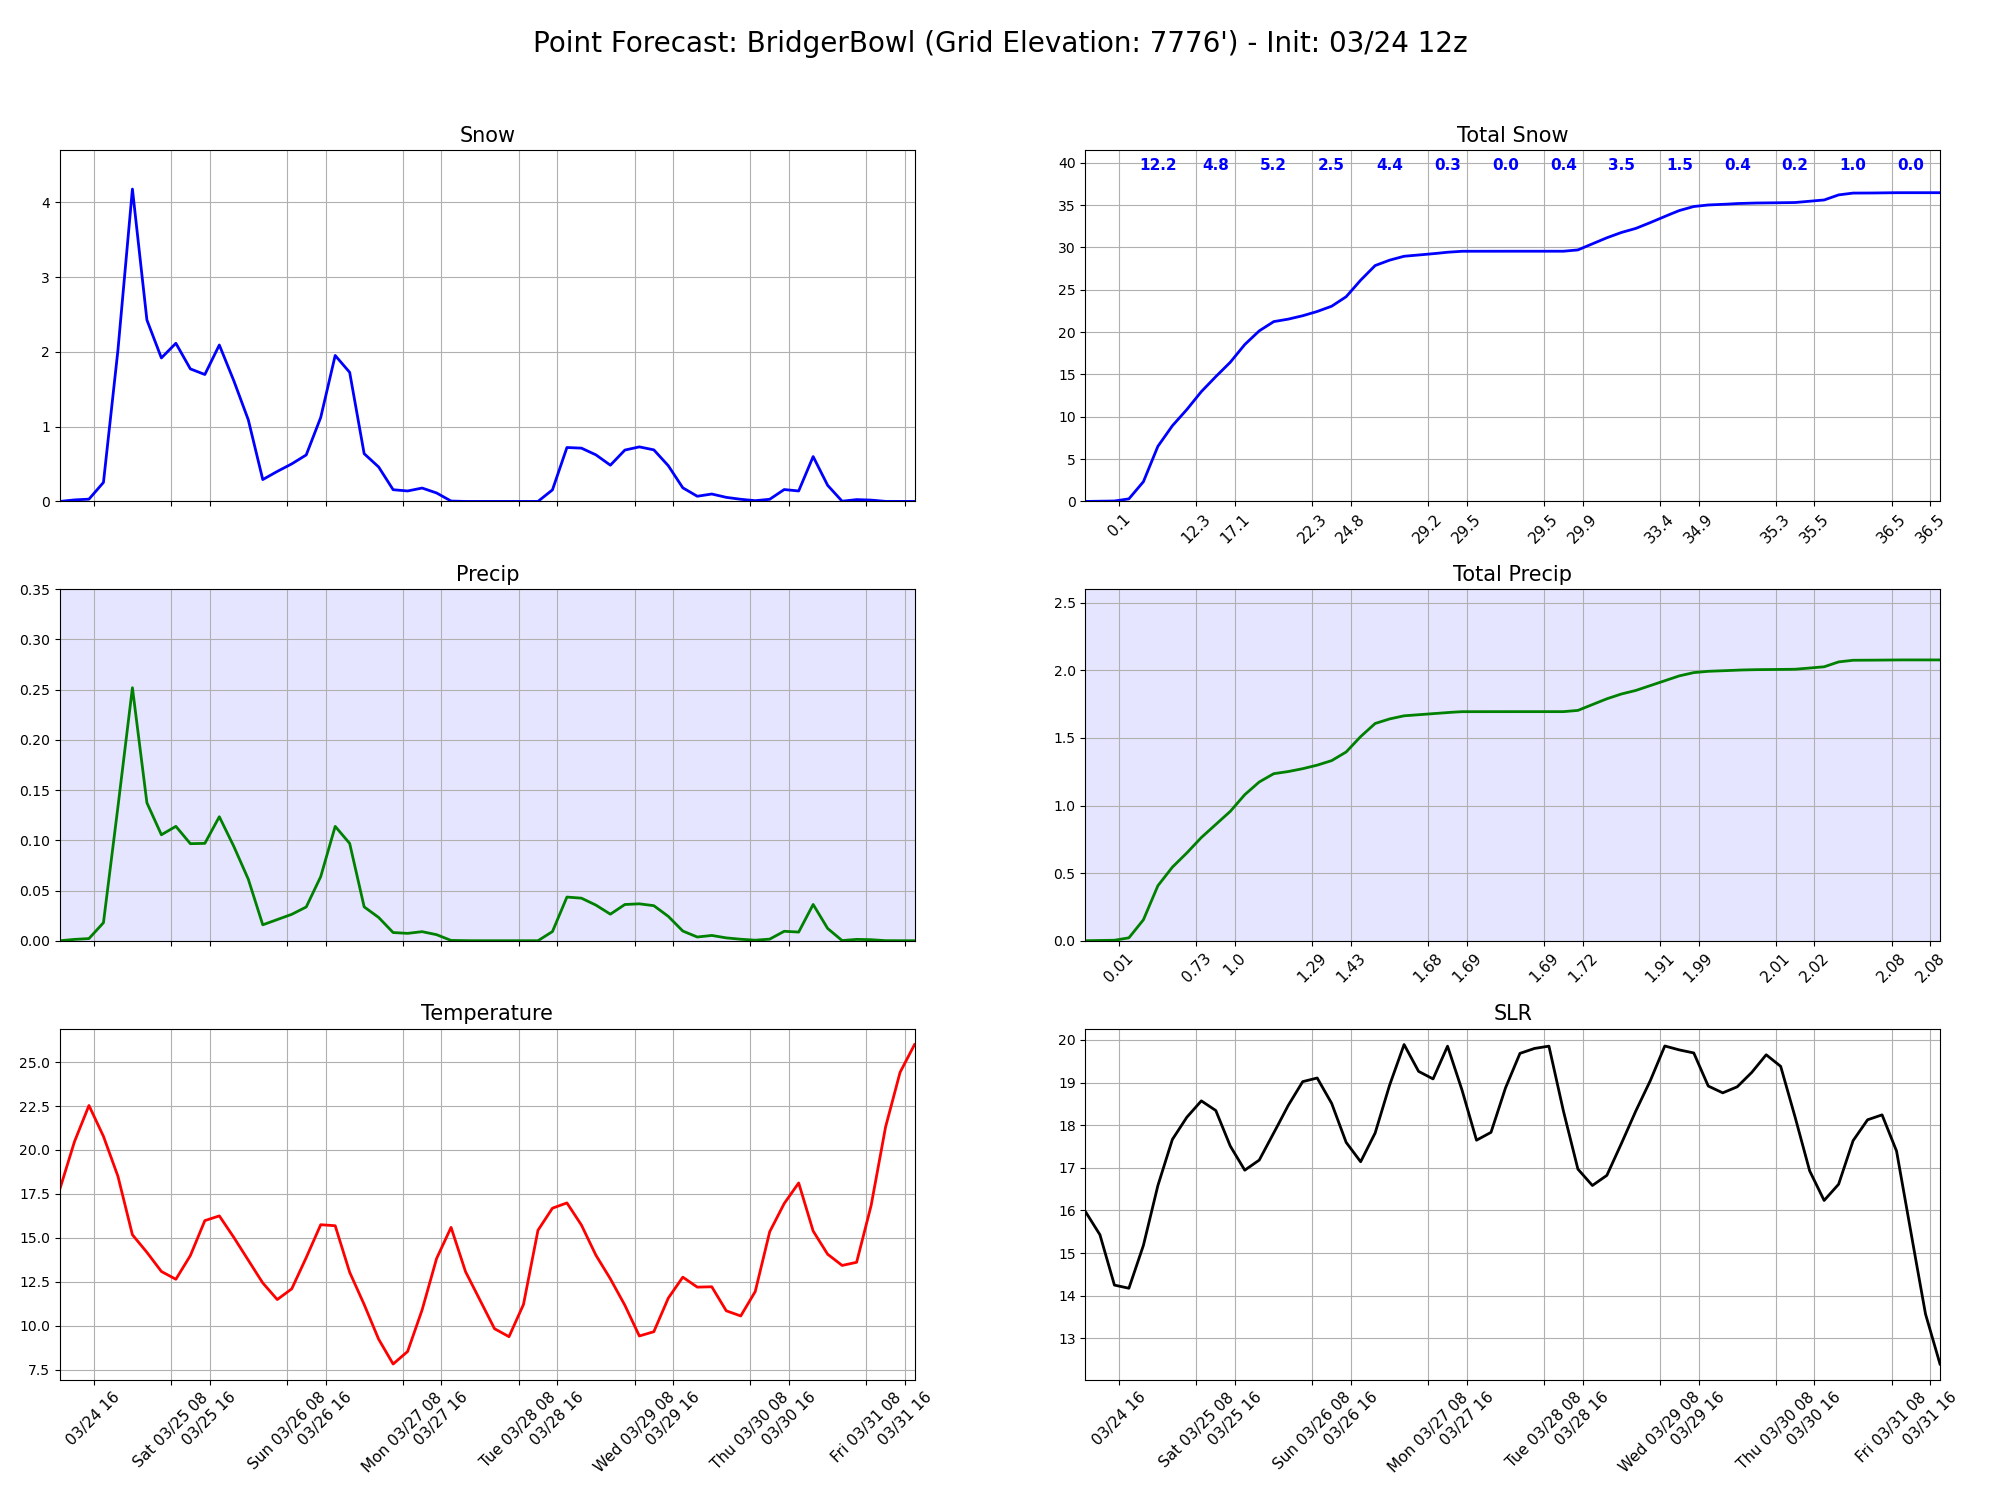 Point Forecast: BridgerBowl (Grid Elevation: 7776') - Init: 03/24 12z
Snow
4
3
2
1
0
Total Snow
12.2 4.8 5.2 2.5 4.4 0.3 0.0 0.4 3.5 1.5 0.4 0.2 1.0 0.0
40
35
30
25
20
15
10
5
0
0.1 12.3 17.1 22.3 24.8 29.2 29.5 29.5 29.9 33.4 34.9 35.3 35.5 36.5 36.5
Precip
0.35
0.30
0.25
0.20
0.15
0.10
0.05
0.00
Total Precip
2.5
2.0
1.5
1.0
0.5
0.0
0.01 0.73 1.0 1.29 1.43 1.68 1.69 1.69 1.72 1.91 1.99 2.01 2.02 2.08 2.08
Temperature
25.0
22.5
20.0
17.5
15.0
12.5
10.0
7.5
03/24 16
Sat 03/25 08
03/25 16
Sun 03/26 08
03/26 16
Mon 03/27 08
03/27 16
Tue 03/28 08
03/28 16
Wed 03/29 08
03/29 16
Thu 03/30 08
03/30 16
Fri 03/31 08
03/31 16
SLR
20
19
18
17
16
15
14
13
03/24 16
Sat 03/25 08
03/25 16
Sun 03/26 08
03/26 16
Mon 03/27 08
03/27 16
Tue 03/28 08
03/28 16
Wed 03/29 08
03/29 16
Thu 03/30 08
03/30 16
Fri 03/31 08
03/31 16